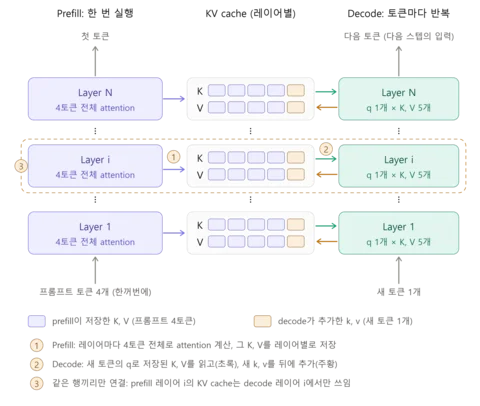 Prefill: 한 번 실행
KV cache (레이어별)
Decode: 토큰마다 반복
첫 토큰
다음 토큰 (다음 스텝의 입력)
Layer N
4토큰 전체 attention
K
V
Layer N
q 1개 × K, V 5개
3
Layer i
4토큰 전체 attention
1
K
V
2
Layer i
q 1개 × K, V 5개
Layer 1
4토큰 전체 attention
K
V
Layer 1
q 1개 × K, V 5개
프롬프트 토큰 4개 (한꺼번에)
새 토큰 1개
prefill이 저장한 K, V (프롬프트 4토큰)
decode가 추가한 k, v (새 토큰 1개)
1 Prefill: 레이어마다 4토큰 전체로 attention 계산, 그 K, V를 레이어별로 저장
2 Decode: 새 토큰의 q로 저장된 K, V를 읽고(초록), 새 k, v를 뒤에 추가(주황)
3 같은 행끼리만 연결: prefill 레이어 i의 KV cache는 decode 레이어 i에서만 쓰임